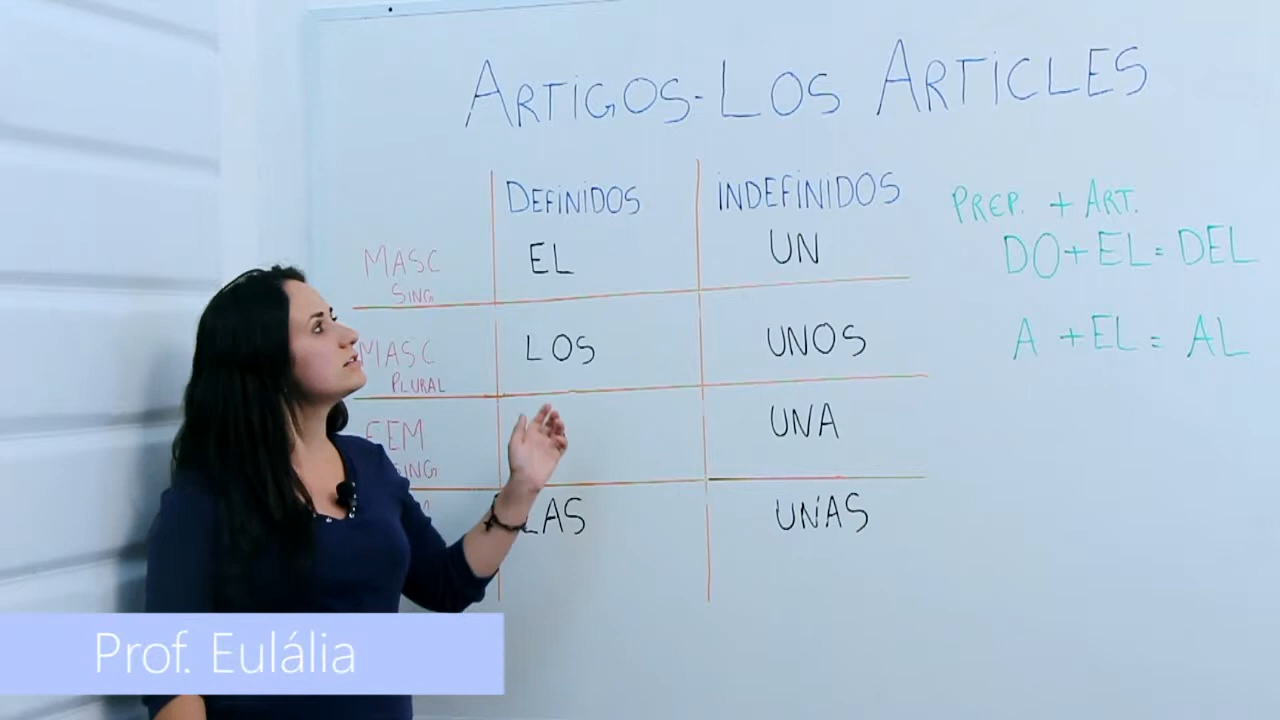 ARTIGOS - LOS ARTICLES
DEFINIDOS INDEFINIDOS
MASC SING EL UN
MASC PLURAL LOS UNOS
FEM SING UNA
LAS UNAS
PREP. + ART.
DO + EL = DEL
A + EL = AL
Prof. Eulália